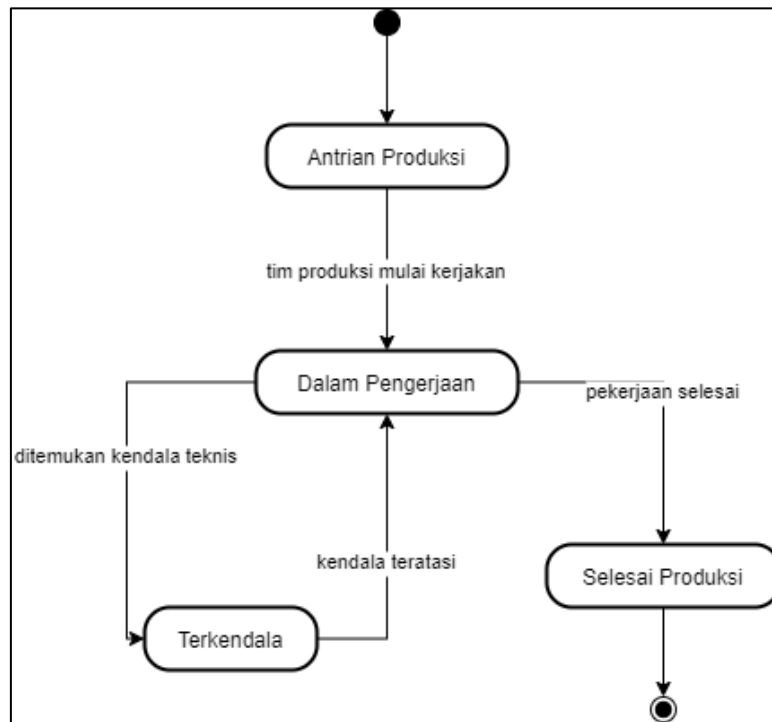 Antrian Produksi
tim produksi mulai kerjakan
Dalam Pengerjaan
pekerjaan selesai
ditemukan kendala teknis
kendala teratasi
Selesai Produksi
Terkendala